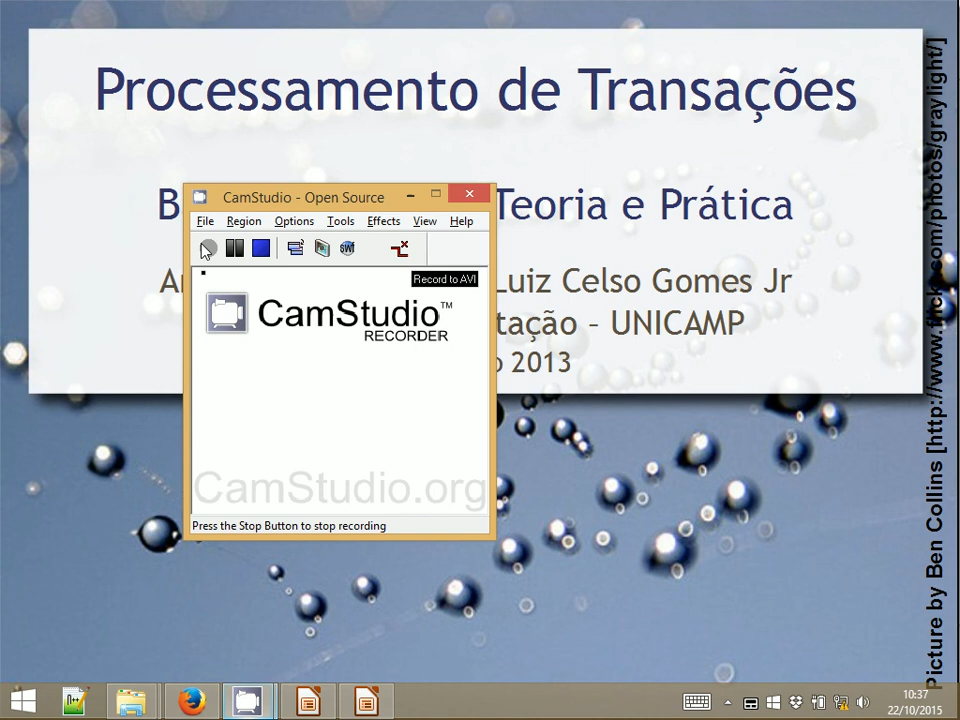 Processamento de Transações
B
Teoria e Prática
Luiz Celso Gomes Jr
tação – UNICAMP
2013
CamStudio - Open Source
File Region Options Tools Effects View Help
SWF
Record to AVI
CamStudio™
RECORDER
CamStudio.org
Press the Stop Button to stop recording
Picture by Ben Collins [http://www.flickr.com/photos/graylight/]
10:37
22/10/2015